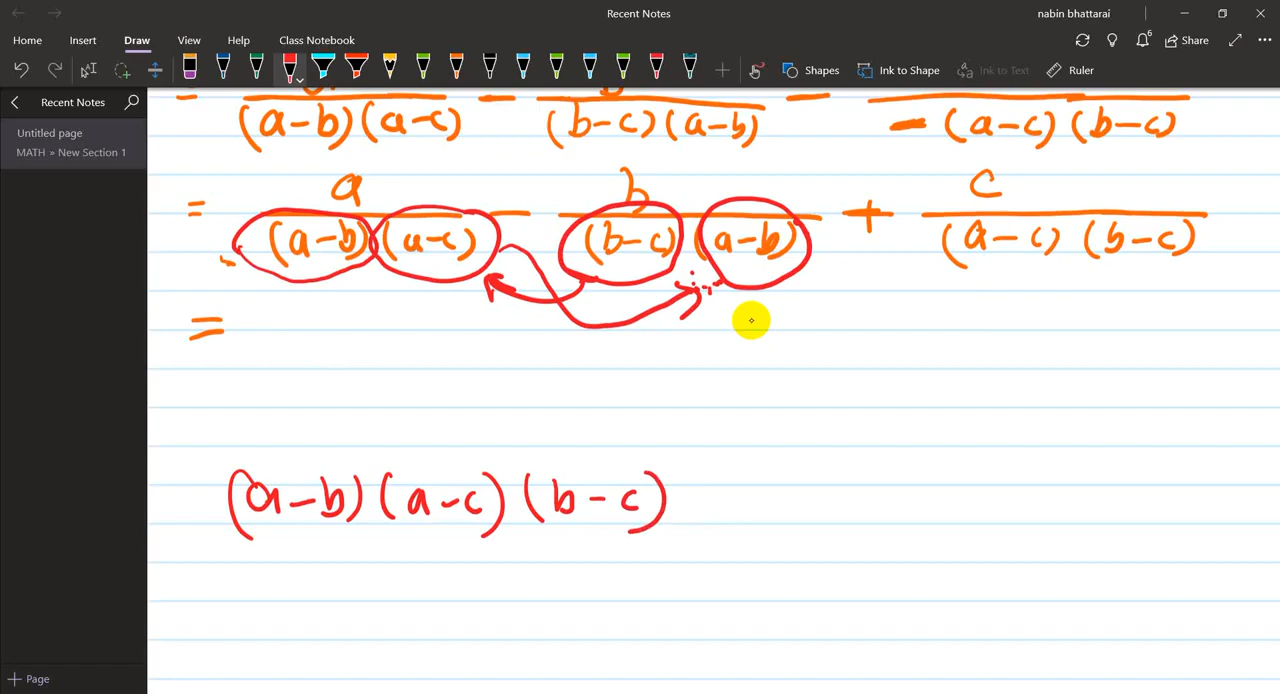 Recent Notes
nabin bhattarai
Home Insert Draw View Help Class Notebook
6
Share
Shapes Ink to Shape Ink to Text Ruler
Recent Notes
Untitled page
MATH » New Section 1
= (a-b)(a-c) - (b-c)(a-b) - -(a-c)(b-c)
= a/(a-b)(a-c) - b/(b-c)(a-b) + c/(a-c)(b-c)
=
(a-b)(a-c)(b-c)
+ Page